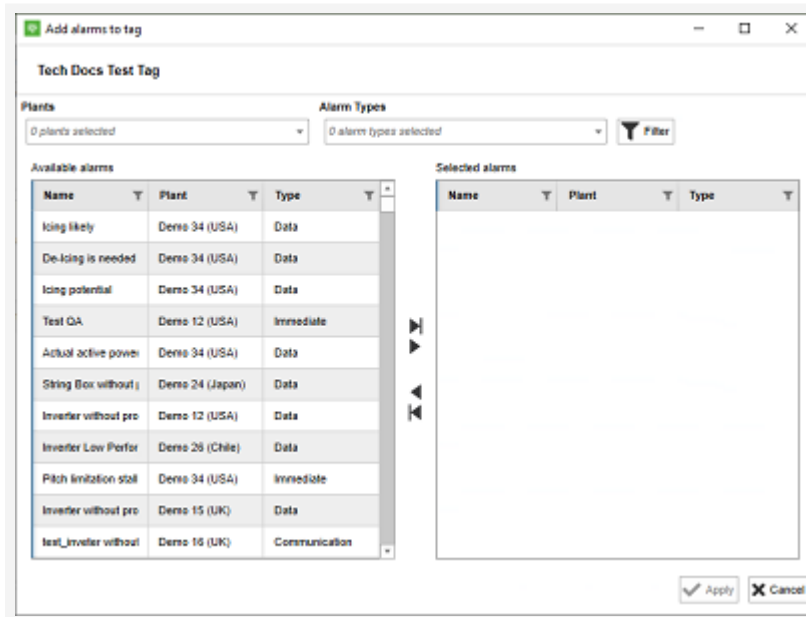 Add alarms to tag
Tech Docs Test Tag
Plants
Alarm Types
0 plants selected
0 alarm types selected
Filter
Available alarms
Selected alarms
Name Plant Type
Name Plant Type
Icing likely Demo 34 (USA) Data
De-Icing is needed Demo 34 (USA) Data
Icing potential Demo 34 (USA) Data
Test QA Demo 12 (USA) Immediate
Actual active power Demo 34 (USA) Data
String Box without Demo 24 (Japan) Data
Inverter without pro Demo 12 (USA) Data
Inverter Low Perfor Demo 26 (Chile) Data
Pitch limitation stall Demo 34 (USA) Immediate
Inverter without pro Demo 15 (UK) Data
test_inveter without Demo 16 (UK) Communication
Apply Cancel